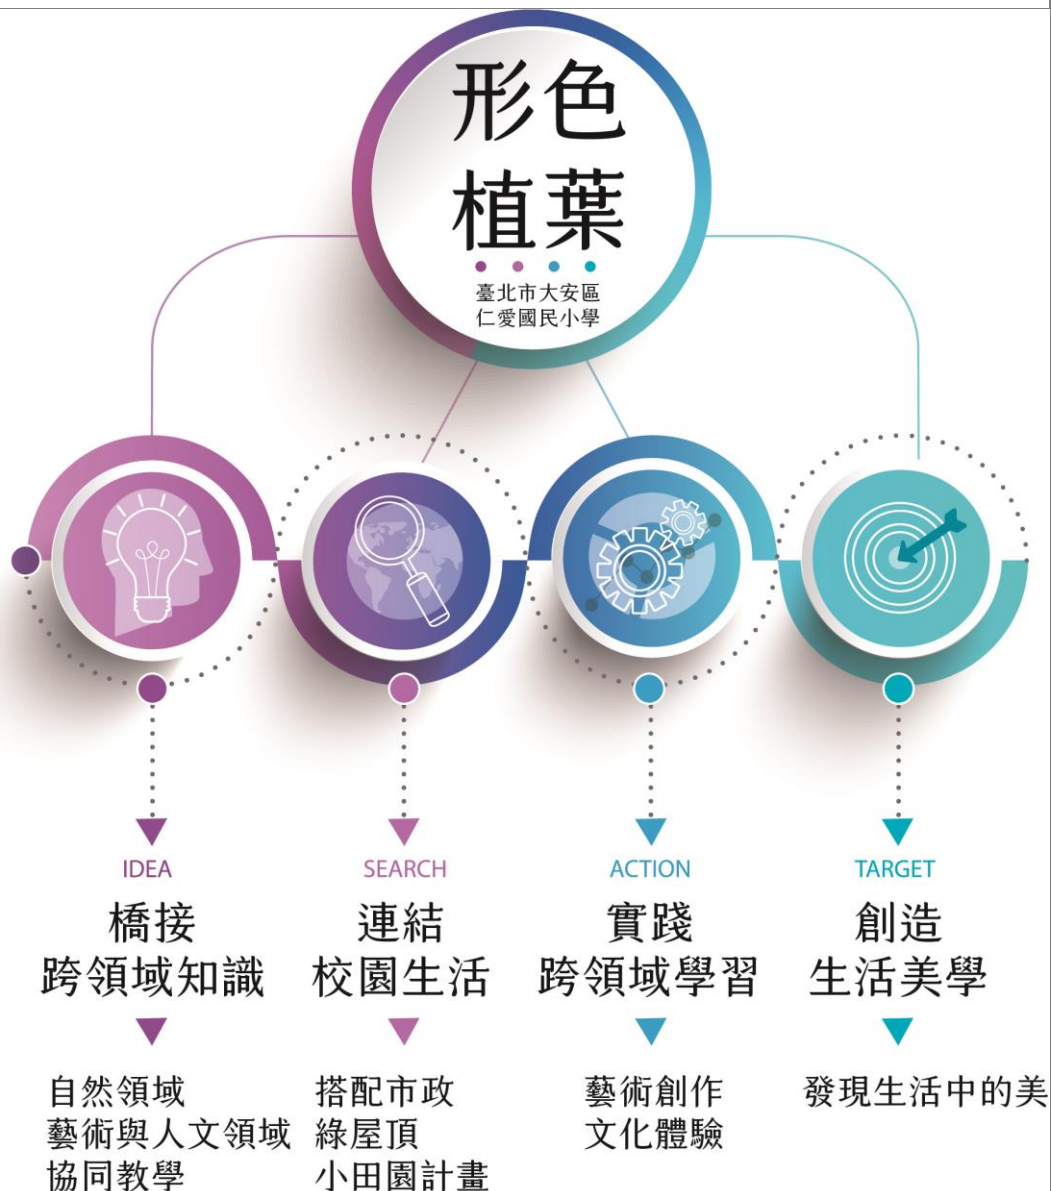 形色
植葉
臺北市大安區
仁愛國民小學
IDEA
橋接
跨領域知識
自然領域
藝術與人文領域
協同教學
SEARCH
連結
校園生活
搭配市政
綠屋頂
小田園計畫
ACTION
實踐
跨領域學習
藝術創作
文化體驗
TARGET
創造
生活美學
發現生活中的美